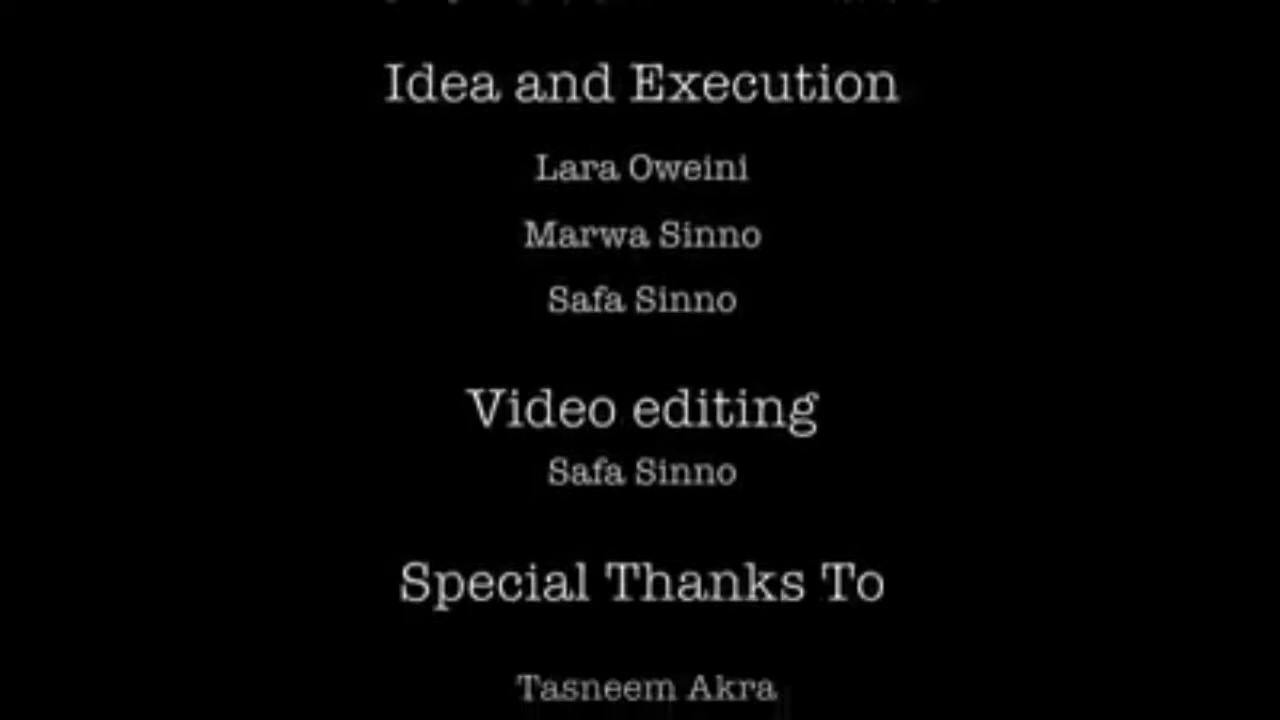 Idea and Execution
Lara Oweini
Marwa Sinno
Safa Sinno
Video editing
Safa Sinno
Special Thanks To
Tasneem Akra